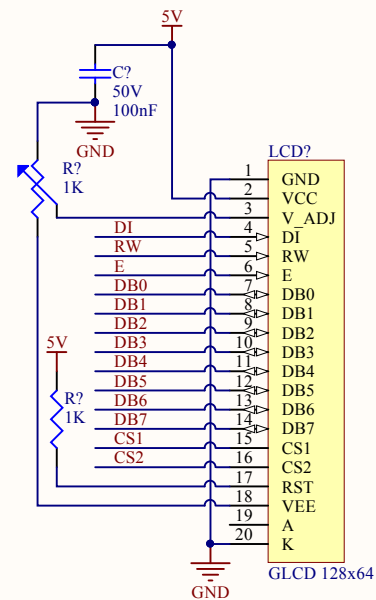 5V
C?
50V
100nF
GND
R?
1K
LCD?
1 GND
2 VCC
3 V_ADJ
DI 4 DI
RW 5 RW
E 6 E
DB0 7 DB0
DB1 8 DB1
DB2 9 DB2
DB3 10 DB3
DB4 11 DB4
DB5 12 DB5
DB6 13 DB6
DB7 14 DB7
CS1 15 CS1
CS2 16 CS2
17 RST
18 VEE
19 A
20 K
5V
R?
1K
GND
GLCD 128x64